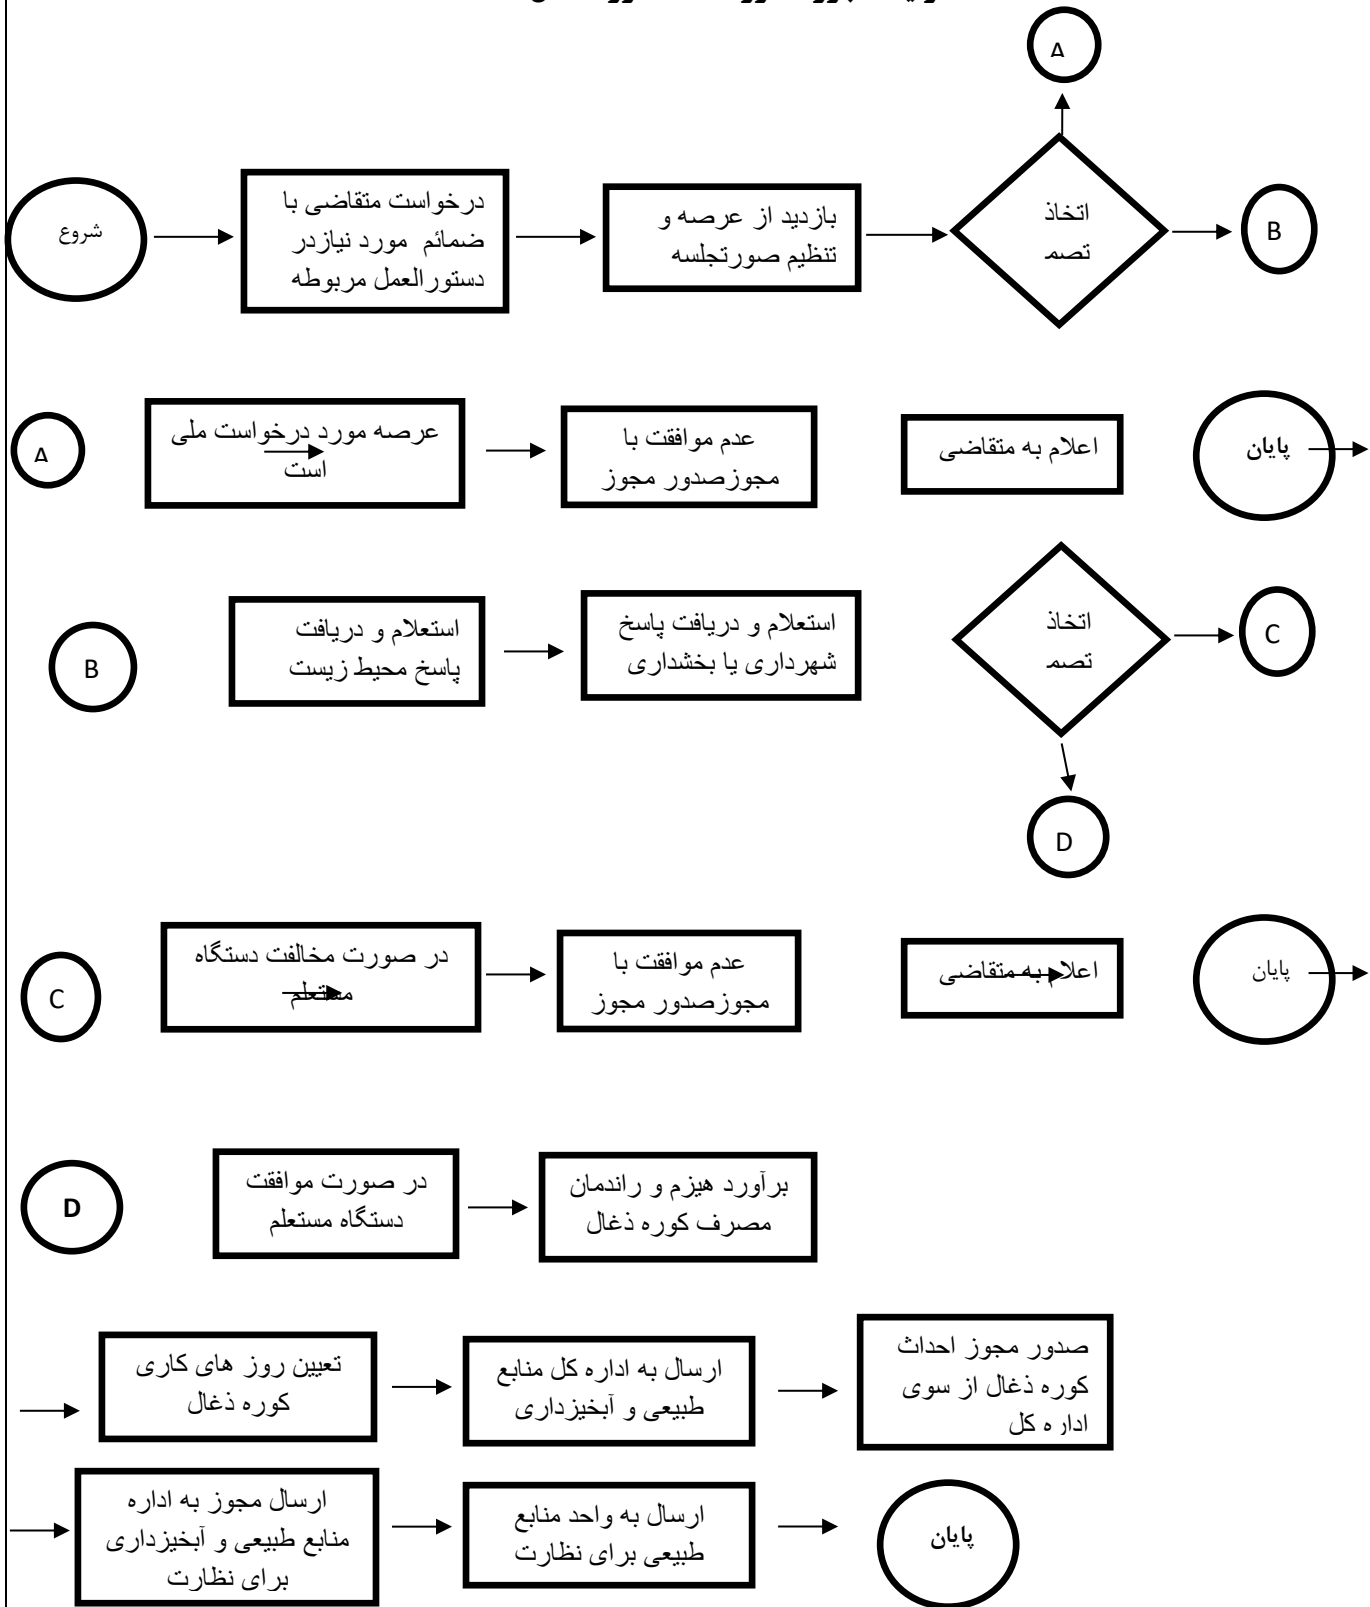 A
شروع
درخواست متقاضی با
ضمائم مورد نیازدر
دستورالعمل مربوطه
بازدید از عرصه و
تنظیم صورتجلسه
اتخاذ
تصمـ
B
A
عرصه مورد درخواست ملی
است
عدم موافقت با
مجوزصدور مجوز
اعلام به متقاضی
پایان
B
استعلام و دریافت
پاسخ محیط زیست
استعلام و دریافت پاسخ
شهرداری یا بخشداری
اتخاذ
تصمـ
C
D
C
در صورت مخالفت دستگاه
مستعلم
عدم موافقت با
مجوزصدور مجوز
اعلام به متقاضی
پایان
D
در صورت موافقت
دستگاه مستعلم
برآورد هیزم و راندمان
مصرف کوره ذغال
تعیین روز های کاری
کوره ذغال
ارسال به اداره کل منابع
طبیعی و آبخیزداری
صدور مجوز احداث
کوره ذغال از سوی
اداره کل
ارسال مجوز به اداره
منابع طبیعی و آبخیزداری
برای نظارت
ارسال به واحد منابع
طبیعی برای نظارت
پایان